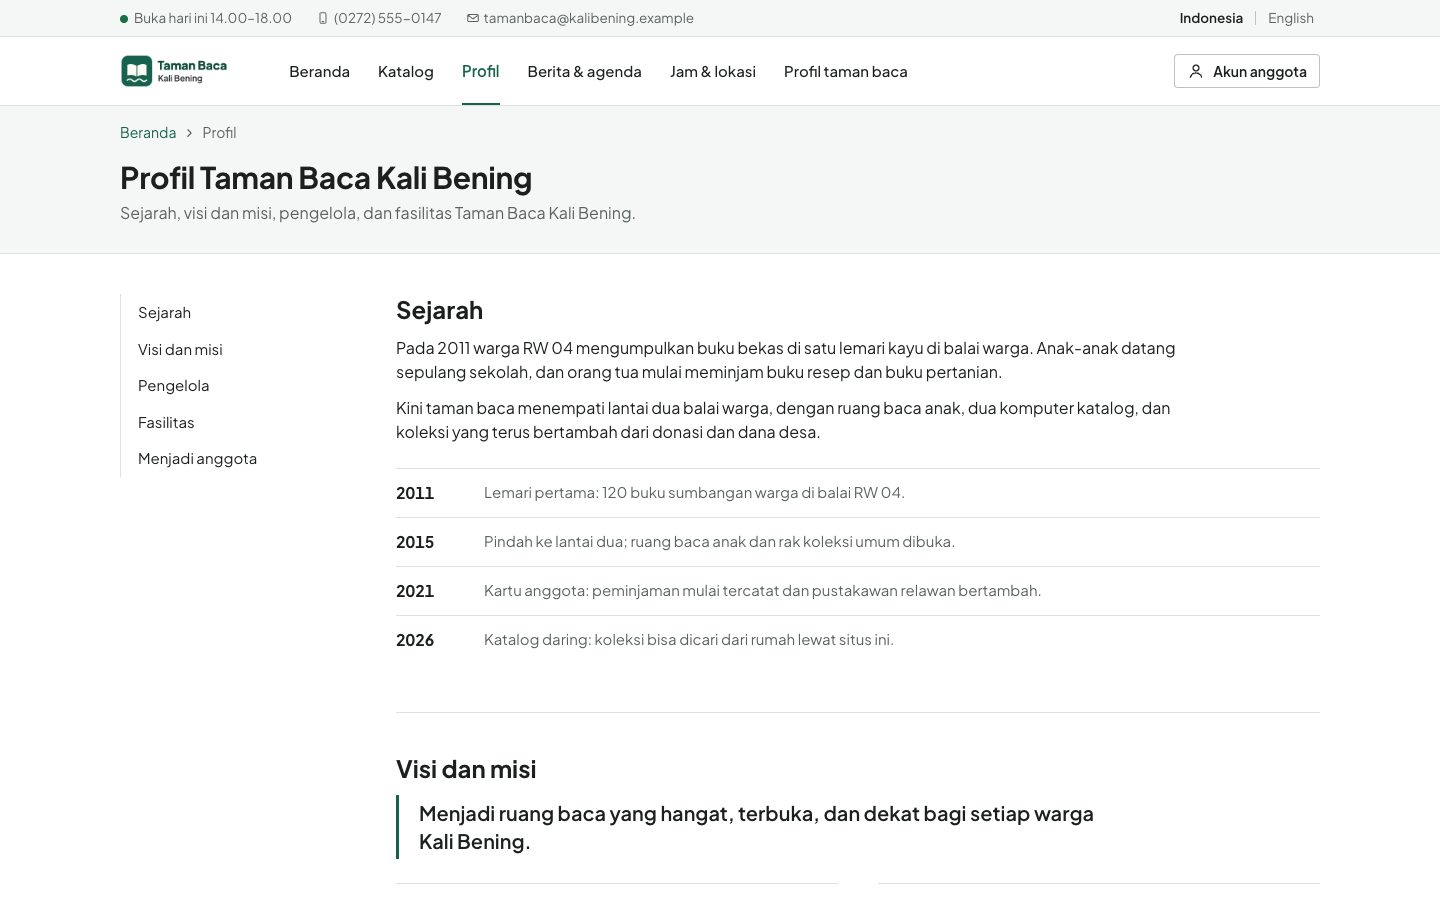 Buka hari ini 14.00–18.00
(0272) 555-0147
tamanbaca@kalibening.example
Indonesia
English
Taman Baca
Kali Bening
Beranda
Katalog
Profil
Berita & agenda
Jam & lokasi
Profil taman baca
Akun anggota
Beranda > Profil
Profil Taman Baca Kali Bening
Sejarah, visi dan misi, pengelola, dan fasilitas Taman Baca Kali Bening.
Sejarah
Visi dan misi
Pengelola
Fasilitas
Menjadi anggota
Sejarah
Pada 2011 warga RW 04 mengumpulkan buku bekas di satu lemari kayu di balai warga. Anak-anak datang
sepulang sekolah, dan orang tua mulai meminjam buku resep dan buku pertanian.
Kini taman baca menempati lantai dua balai warga, dengan ruang baca anak, dua komputer katalog, dan
koleksi yang terus bertambah dari donasi dan dana desa.
2011 Lemari pertama: 120 buku sumbangan warga di balai RW 04.
2015 Pindah ke lantai dua; ruang baca anak dan rak koleksi umum dibuka.
2021 Kartu anggota: peminjaman mulai tercatat dan pustakawan relawan bertambah.
2026 Katalog daring: koleksi bisa dicari dari rumah lewat situs ini.
Visi dan misi
Menjadi ruang baca yang hangat, terbuka, dan dekat bagi setiap warga
Kali Bening.